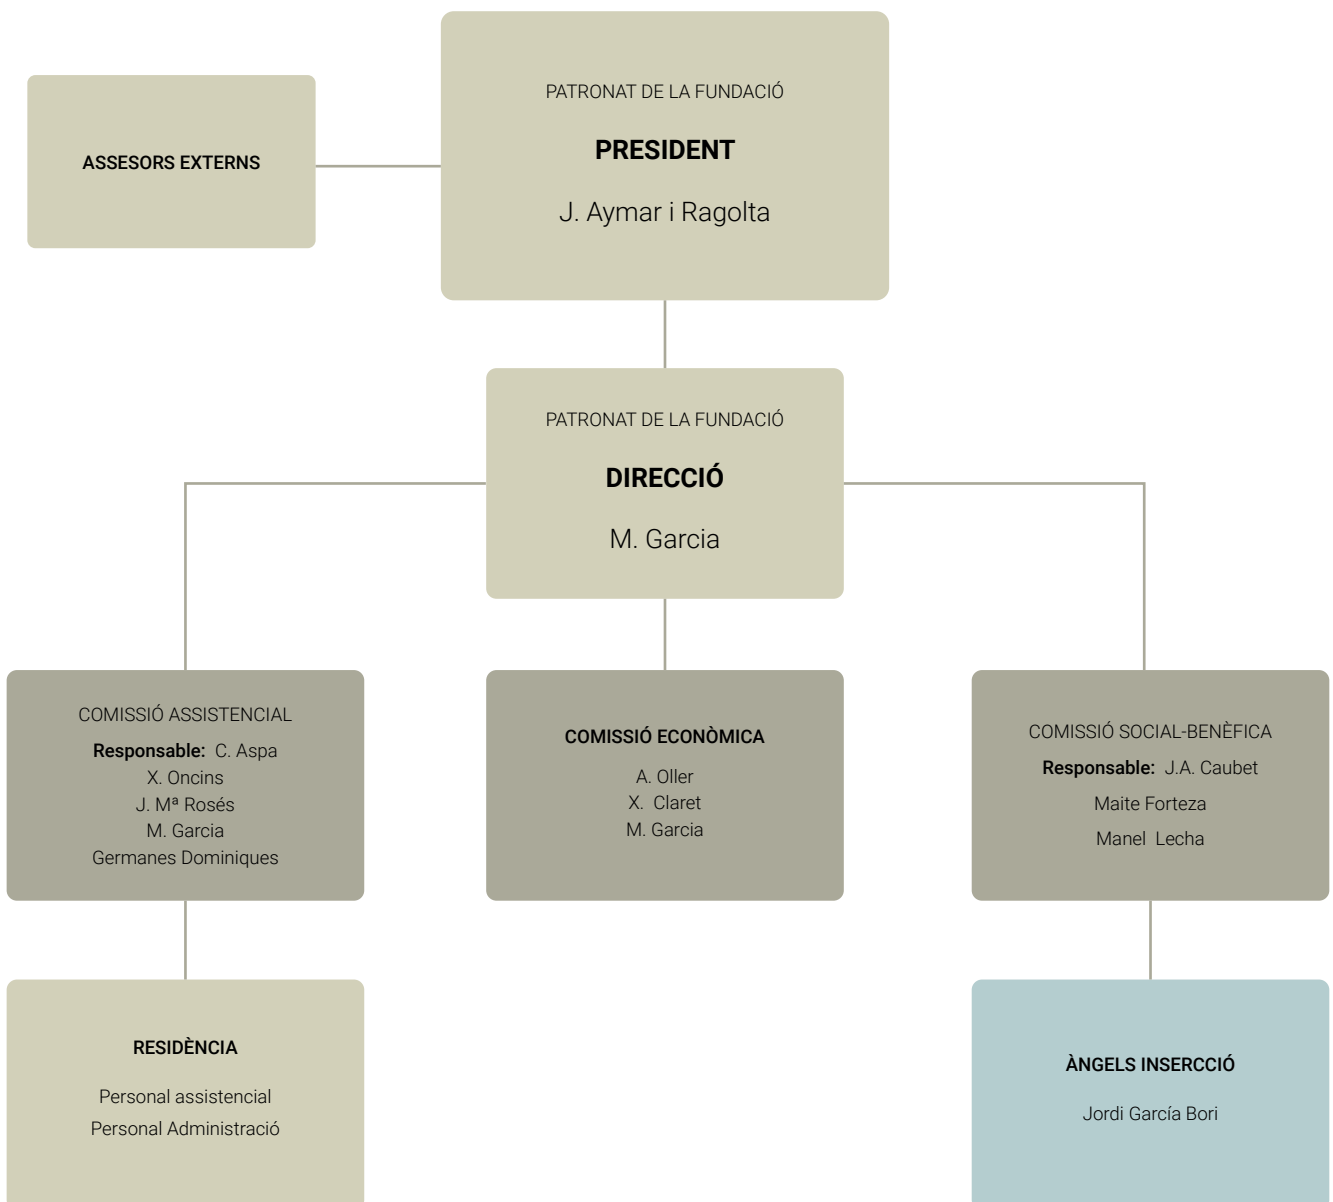 PATRONAT DE LA FUNDACIÓ
PRESIDENT
J. Aymar i Ragolta
ASSESORS EXTERNS
PATRONAT DE LA FUNDACIÓ
DIRECCIÓ
M. Garcia
COMISSIÓ ASSISTENCIAL
Responsable: C. Aspa
X. Oncins
J. Mª Rosés
M. Garcia
Germanes Dominiques
COMISSIÓ ECONÒMICA
A. Oller
X. Claret
M. Garcia
COMISSIÓ SOCIAL-BENÈFICA
Responsable: J.A. Caubet
Maite Forteza
Manel Lecha
RESIDÈNCIA
Personal assistencial
Personal Administració
ÀNGELS INSERCCIÓ
Jordi García Bori